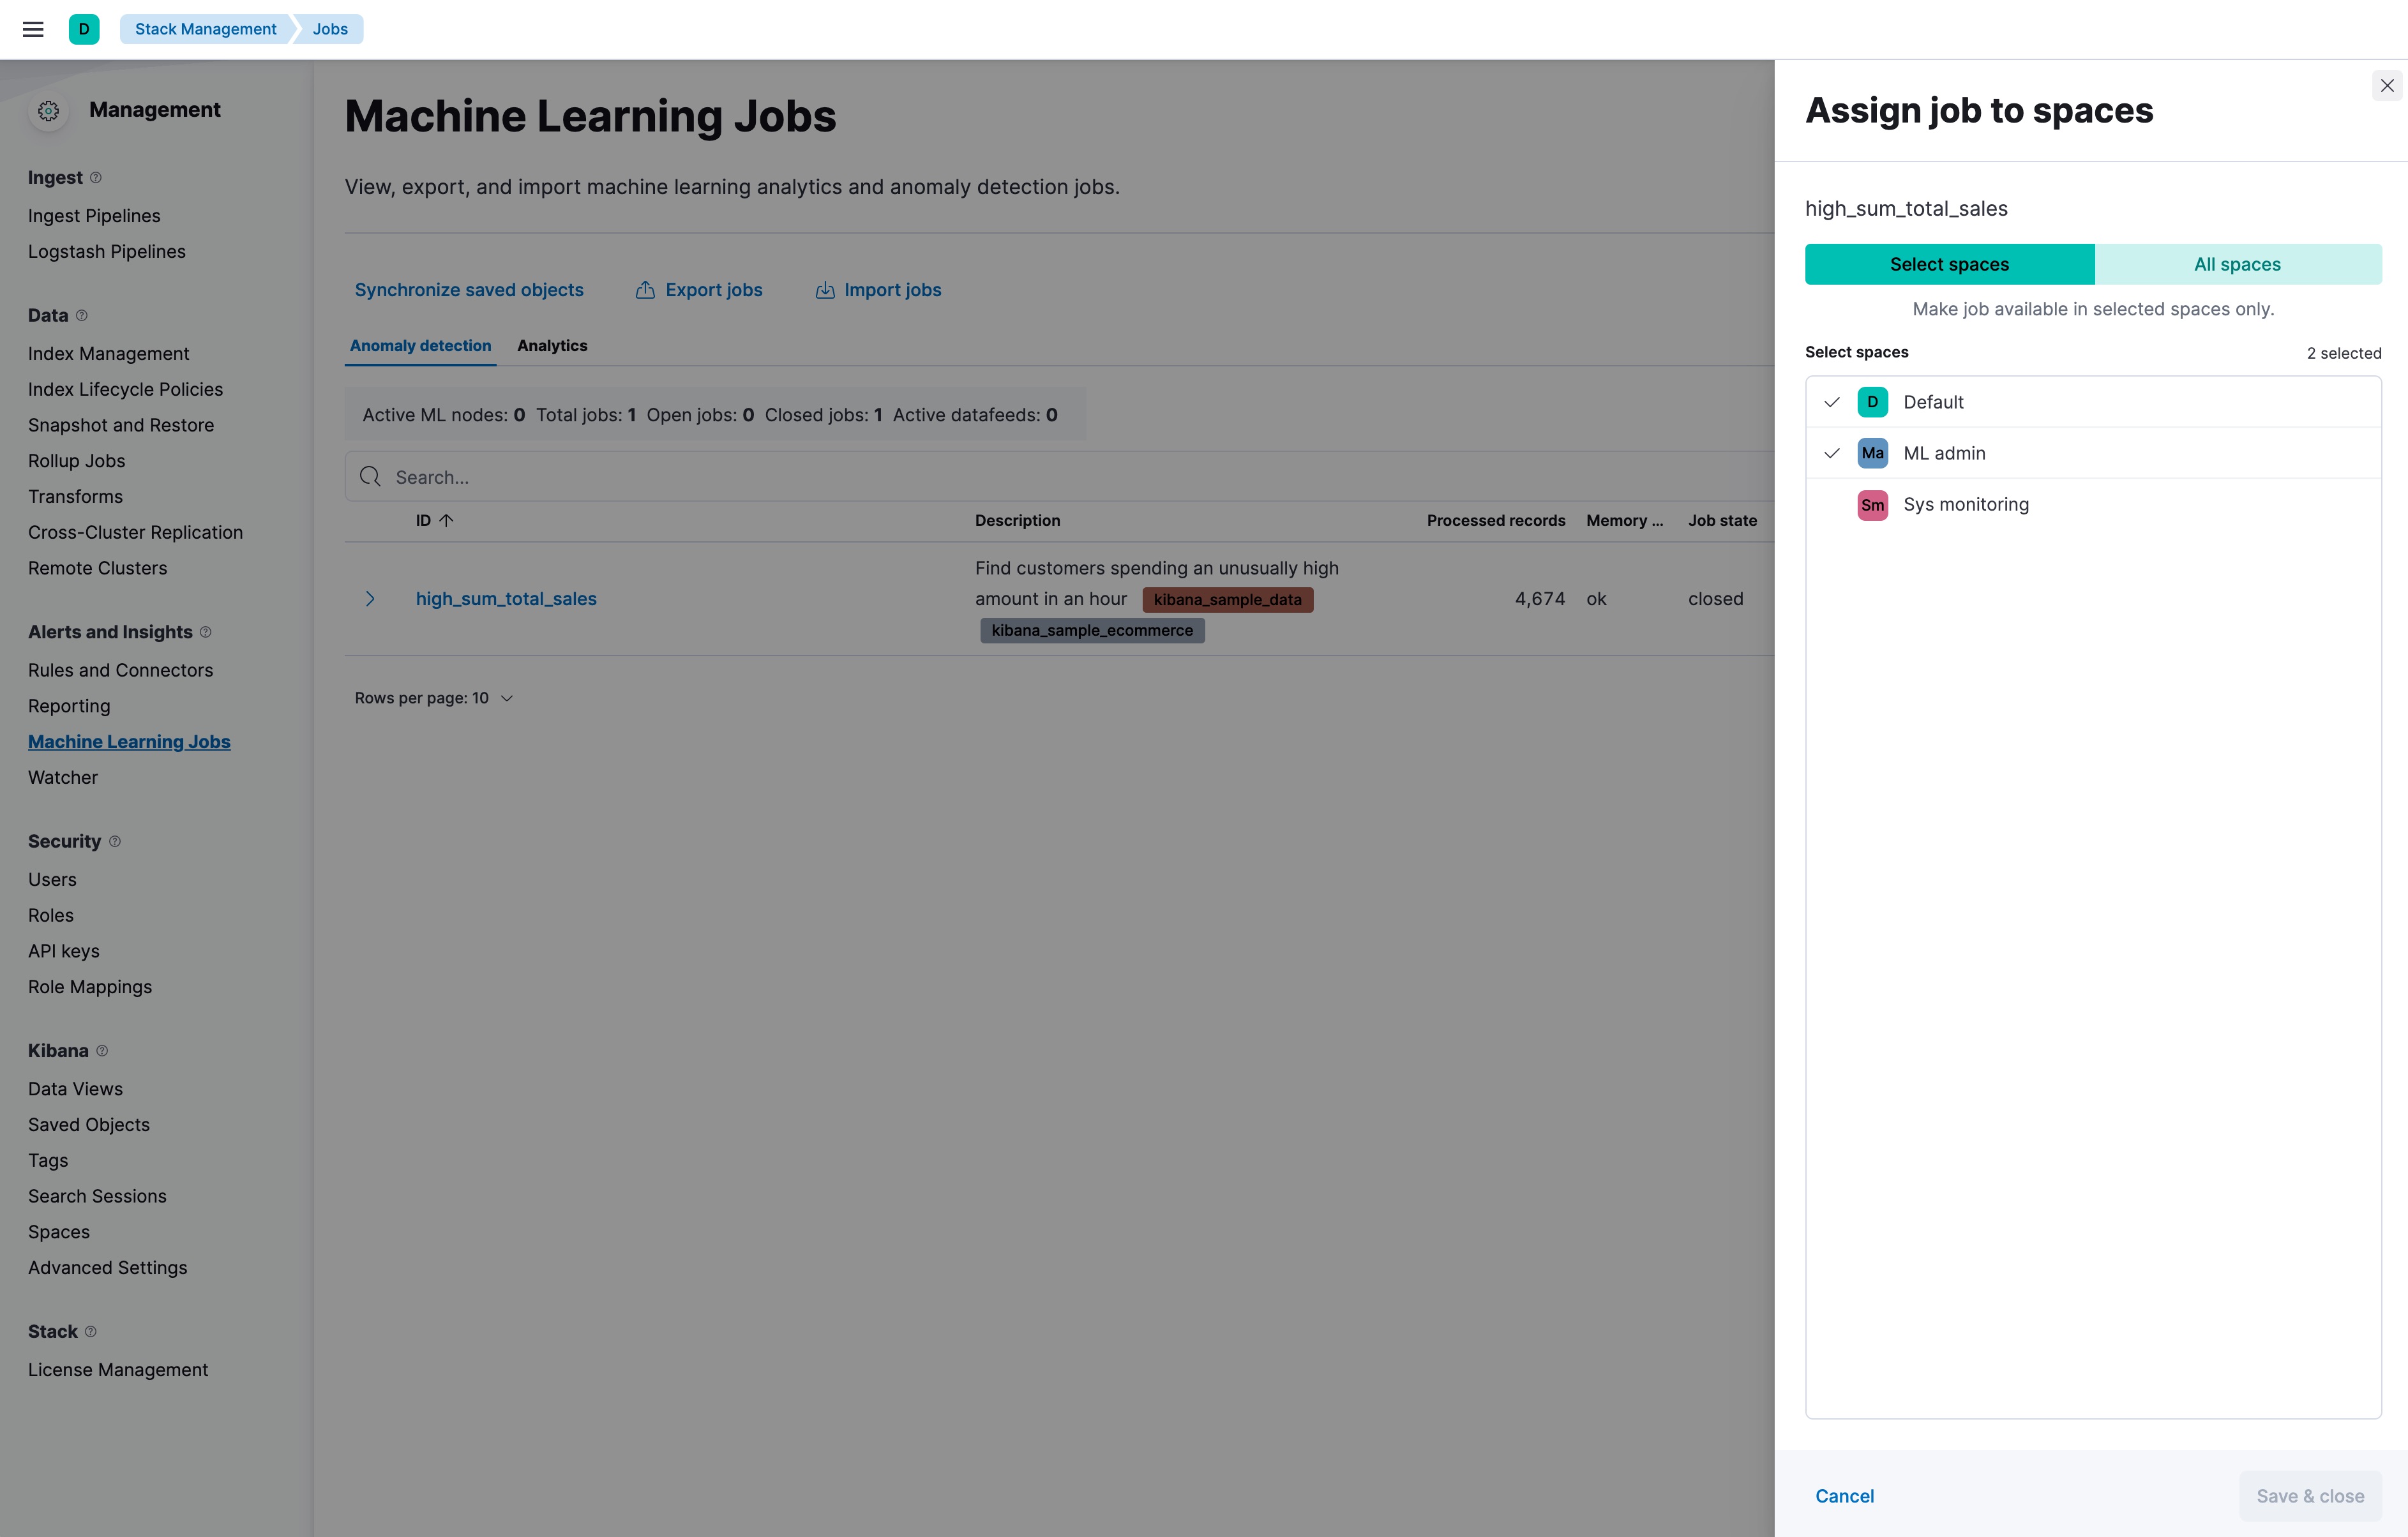 D Stack Management Jobs
Management
Ingest
Ingest Pipelines
Logstash Pipelines
Data
Index Management
Index Lifecycle Policies
Snapshot and Restore
Rollup Jobs
Transforms
Cross-Cluster Replication
Remote Clusters
Alerts and Insights
Rules and Connectors
Reporting
Machine Learning Jobs
Watcher
Security
Users
Roles
API keys
Role Mappings
Kibana
Data Views
Saved Objects
Tags
Search Sessions
Spaces
Advanced Settings
Stack
License Management
Machine Learning Jobs
View, export, and import machine learning analytics and anomaly detection jobs.
Synchronize saved objects Export jobs Import jobs
Anomaly detection Analytics
Active ML nodes: 0 Total jobs: 1 Open jobs: 0 Closed jobs: 1 Active datafeeds: 0
Search...
ID Description Processed records Memory ... Job state
Find customers spending an unusually high
high_sum_total_sales amount in an hour kibana_sample_data 4,674 ok closed
kibana_sample_ecommerce
Rows per page: 10
Assign job to spaces
high_sum_total_sales
Select spaces All spaces
Make job available in selected spaces only.
Select spaces 2 selected
D Default
Ma ML admin
Sm Sys monitoring
Cancel Save & close